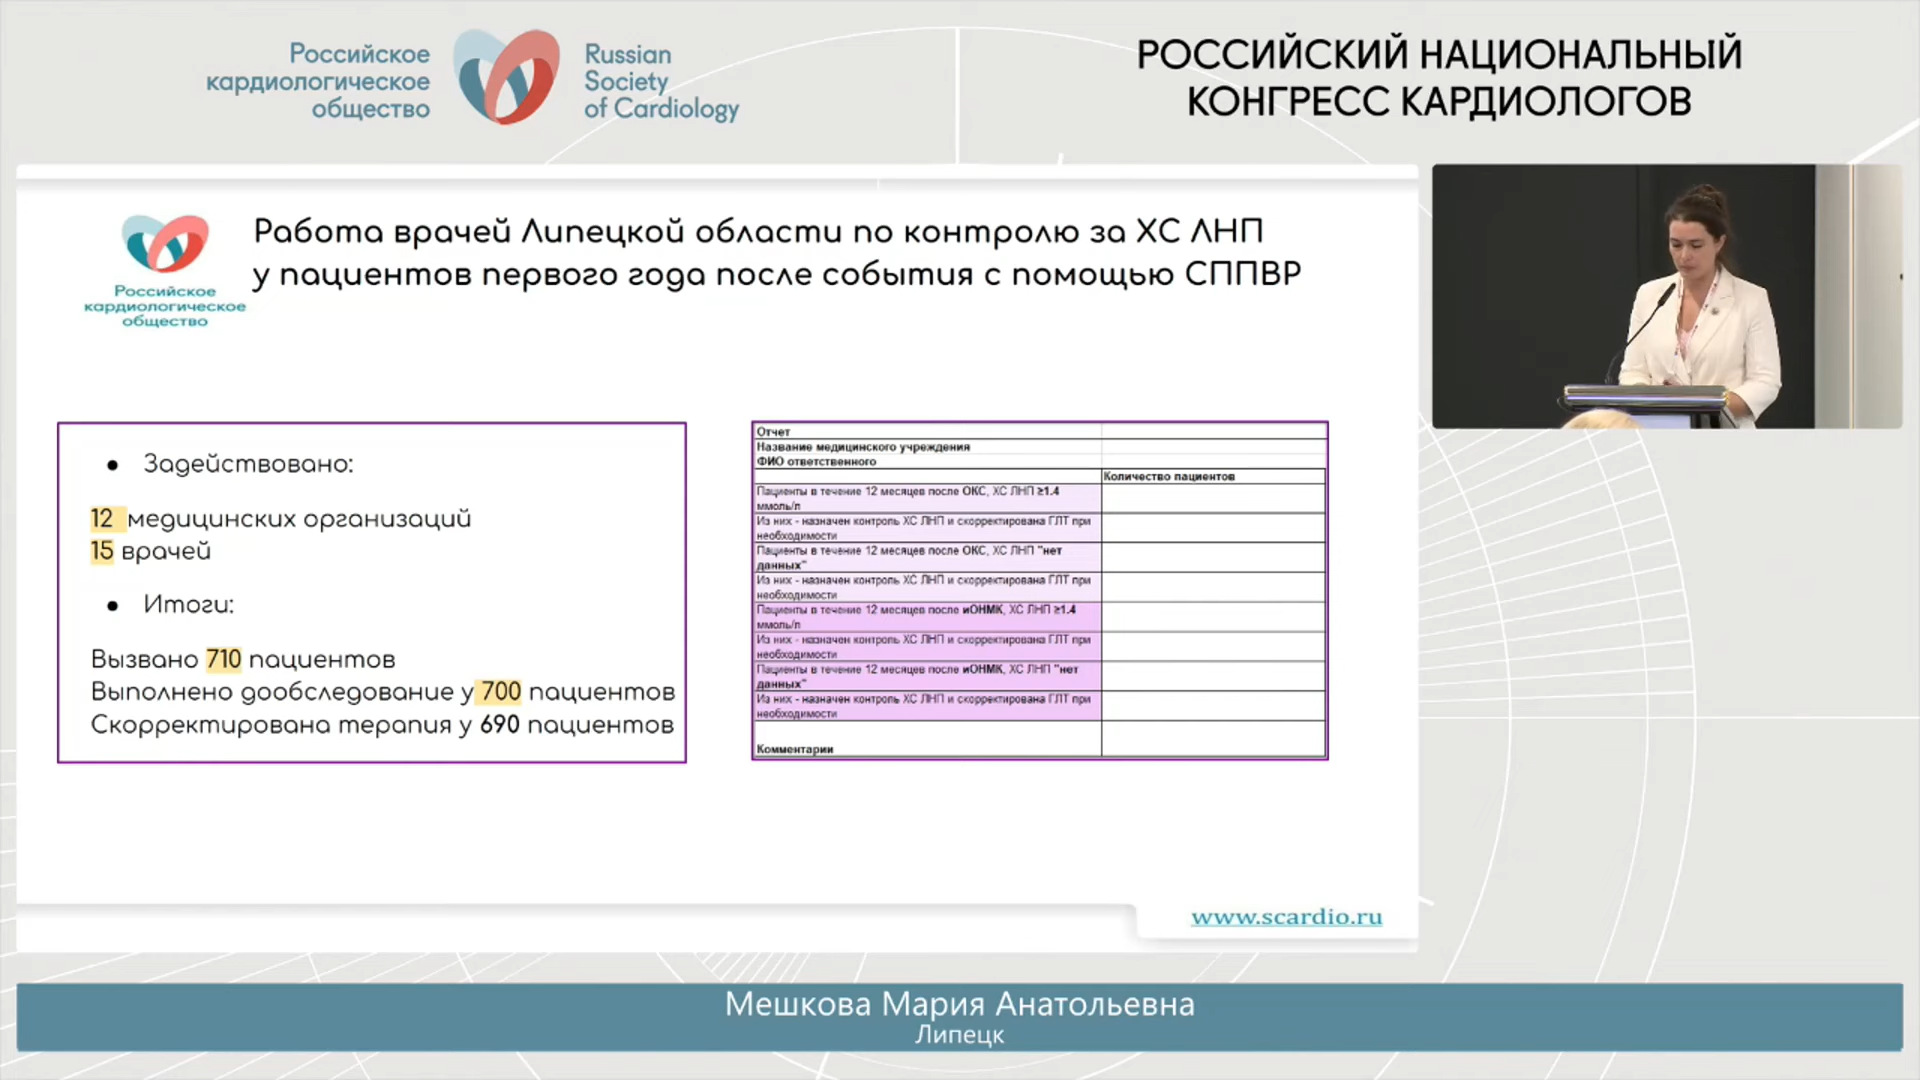 Российское
кардиологическое
общество
Russian
Society
of Cardiology
РОССИЙСКИЙ НАЦИОНАЛЬНЫЙ
КОНГРЕСС КАРДИОЛОГОВ
Российское
кардиологическое
общество
Работа врачей Липецкой области по контролю за ХС ЛНП
у пациентов первого года после события с помощью СППВР
● Задействовано:
12 медицинских организаций
15 врачей
● Итоги:
Вызвано 710 пациентов
Выполнено дообследование у 700 пациентов
Скорректирована терапия у 690 пациентов
Отчет
Название медицинского учреждения
ФИО ответственного
Количество пациентов
Пациенты в течение 12 месяцев после ОКС, ХС ЛНП ≥1.4
ммоль/л
Из них - назначен контроль ХС ЛНП и скорректирована ГЛТ при
необходимости
Пациенты в течение 12 месяцев после ОКС, ХС ЛНП "нет
данных"
Из них - назначен контроль ХС ЛНП и скорректирована ГЛТ при
необходимости
Пациенты в течение 12 месяцев после иОНМК, ХС ЛНП ≥1.4
ммоль/л
Из них - назначен контроль ХС ЛНП и скорректирована ГЛТ при
необходимости
Пациенты в течение 12 месяцев после иОНМК, ХС ЛНП "нет
данных"
Из них - назначен контроль ХС ЛНП и скорректирована ГЛТ при
необходимости
Комментарии
www.scardio.ru
Мешкова Мария Анатольевна
Липецк